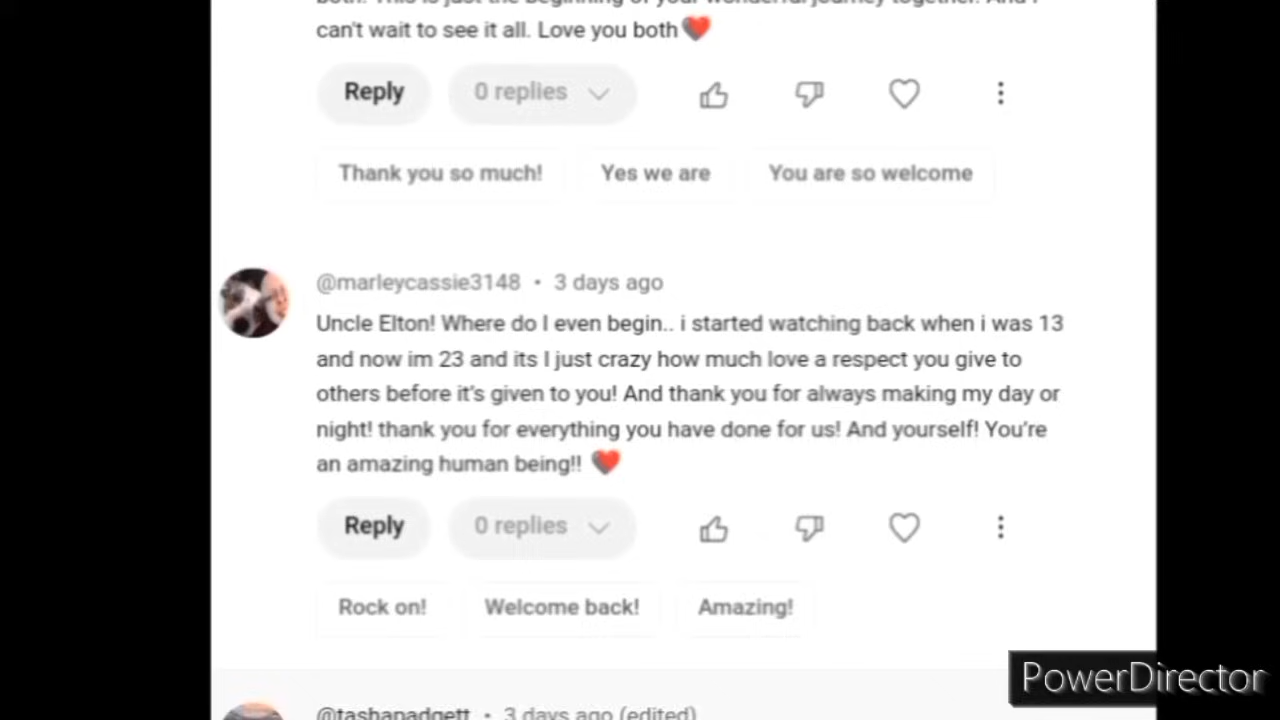 can't wait to see it all. Love you both
Reply 0 replies
Thank you so much! Yes we are You are so welcome
@marleycassie3148 • 3 days ago
Uncle Elton! Where do I even begin.. i started watching back when i was 13
and now im 23 and its I just crazy how much love a respect you give to
others before it's given to you! And thank you for always making my day or
night! thank you for everything you have done for us! And yourself! You're
an amazing human being!!
Reply 0 replies
Rock on! Welcome back! Amazing!
@tashapadgett • 3 days ago (edited)
PowerDirector